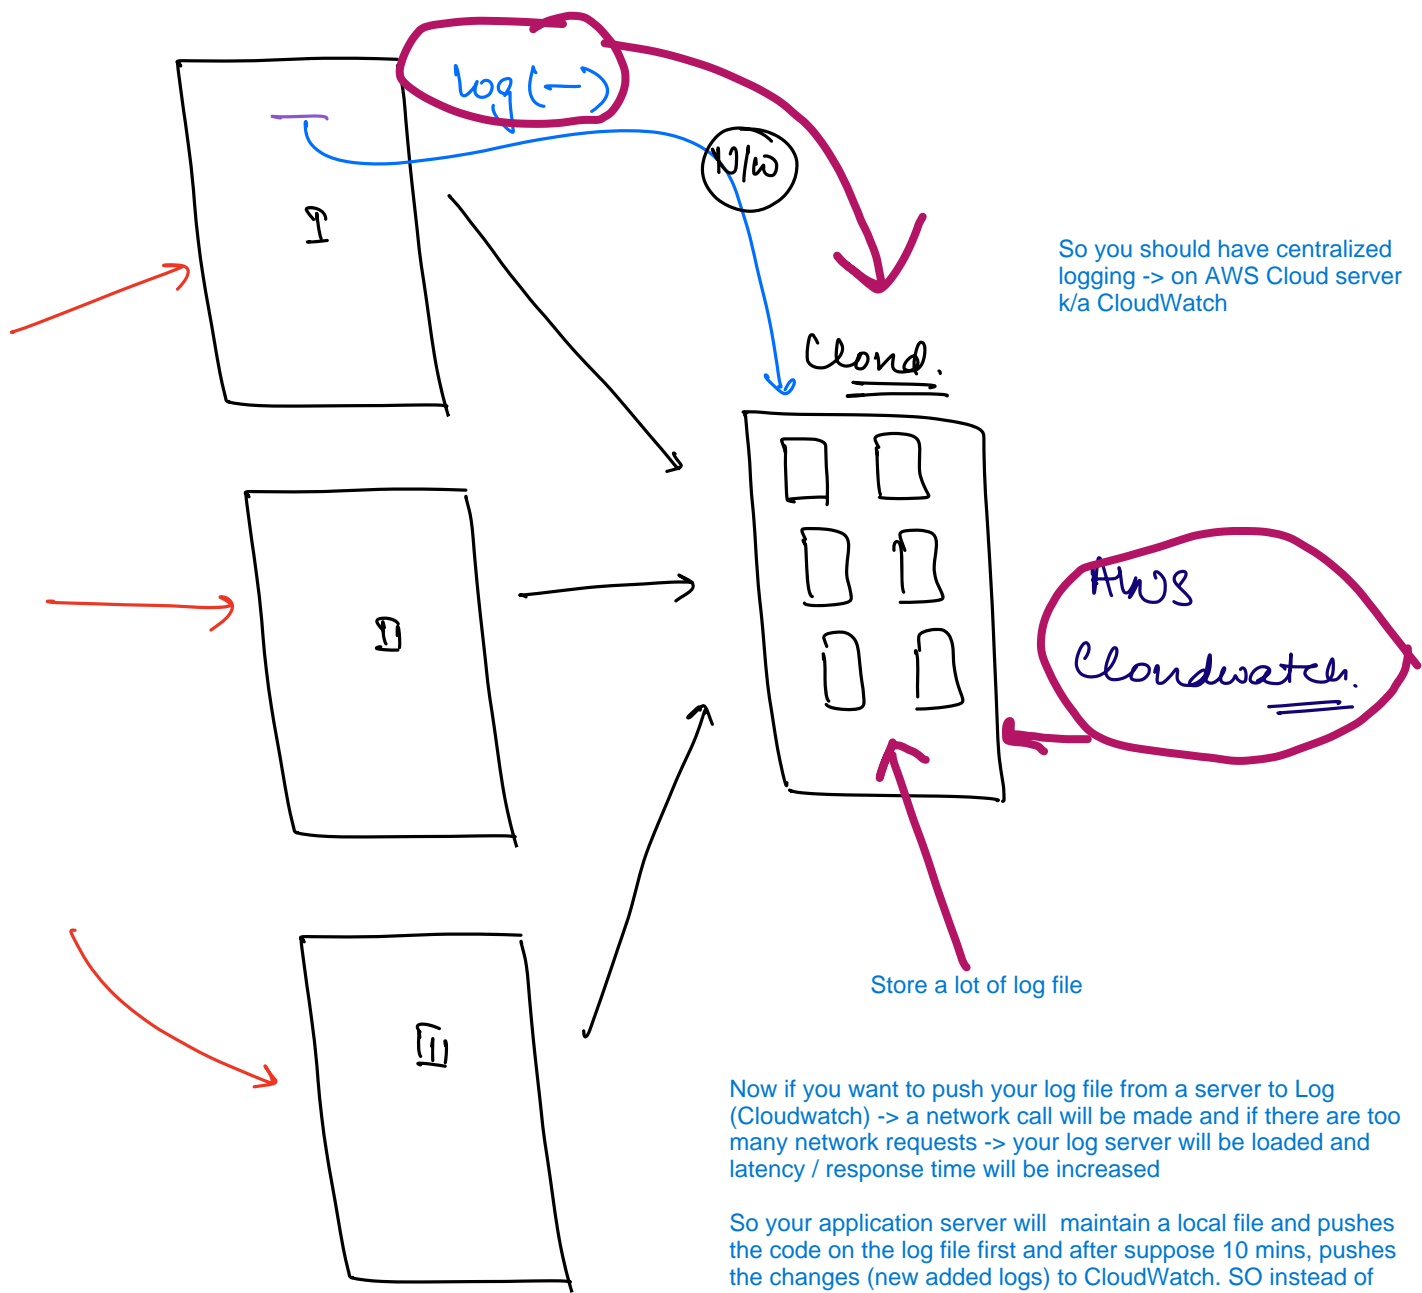 log (—)
N/W
I
So you should have centralized
logging -> on AWS Cloud server
k/a CloudWatch
Cloud.
AWS
Cloudwatch.
II
Store a lot of log file
III
Now if you want to push your log file from a server to Log
(Cloudwatch) -> a network call will be made and if there are too
many network requests -> your log server will be loaded and
latency / response time will be increased
So your application server will  maintain a local file and pushes
the code on the log file first and after suppose 10 mins, pushes
the changes (new added logs) to CloudWatch. SO instead of